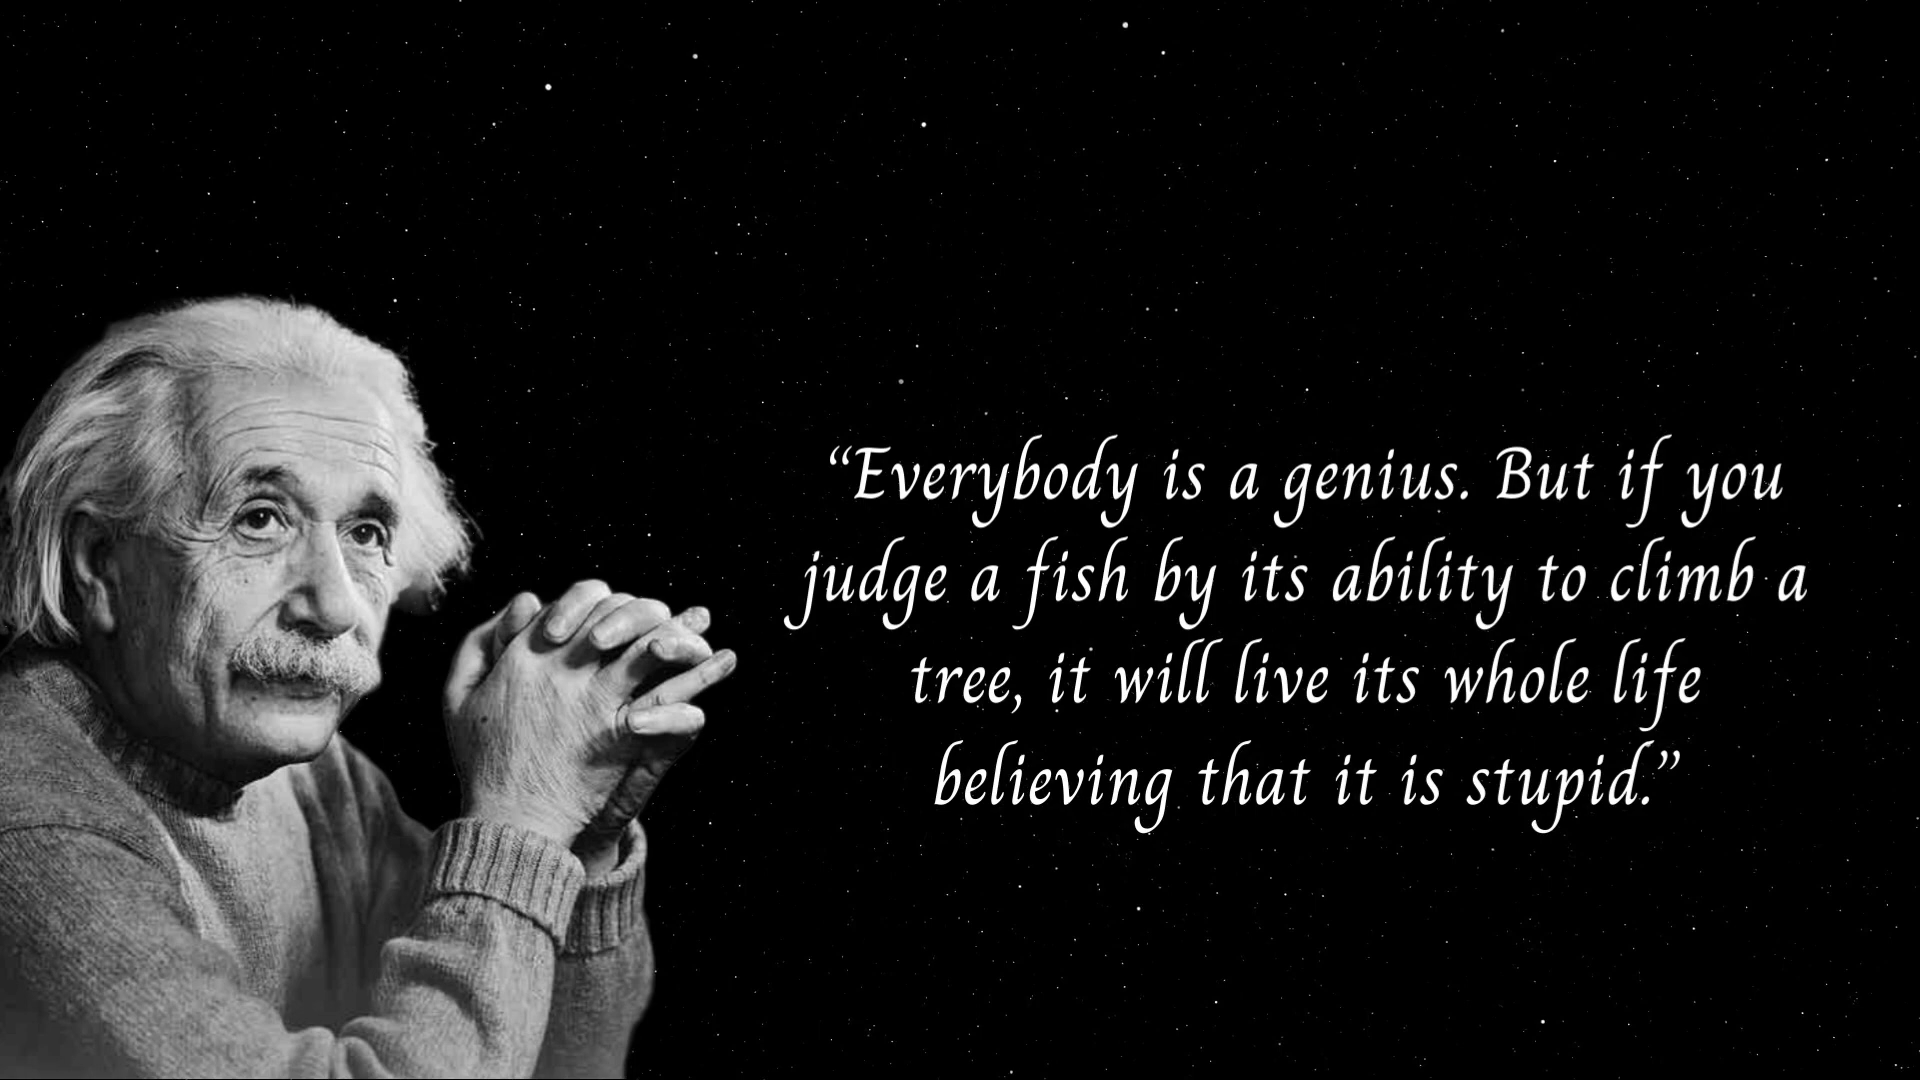 “Everybody is a genius. But if you
judge a fish by its ability to climb a
tree, it will live its whole life
believing that it is stupid.”